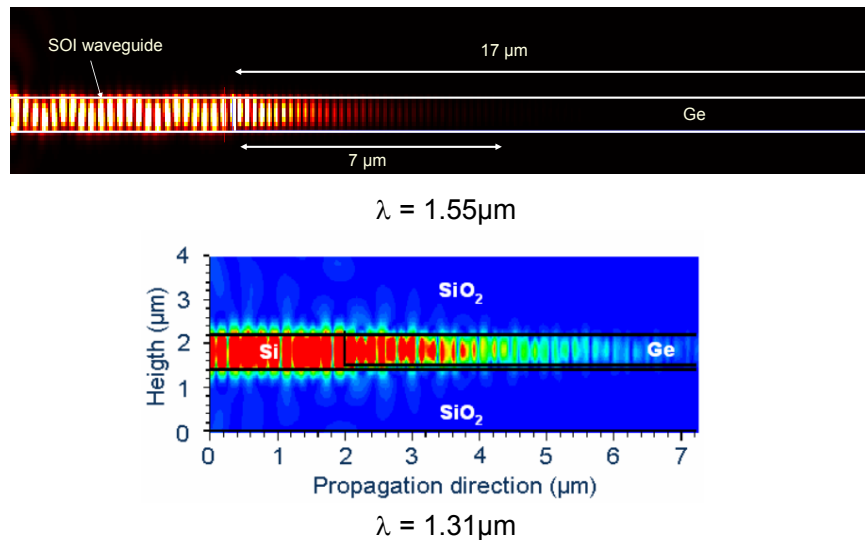 SOI waveguide
17 µm
Ge
7 µm
λ = 1.55µm
4
3
2
1
0
Heigth (µm)
SiO₂
Si
Ge
SiO₂
0 1 2 3 4 5 6 7
Propagation direction (µm)
λ = 1.31µm